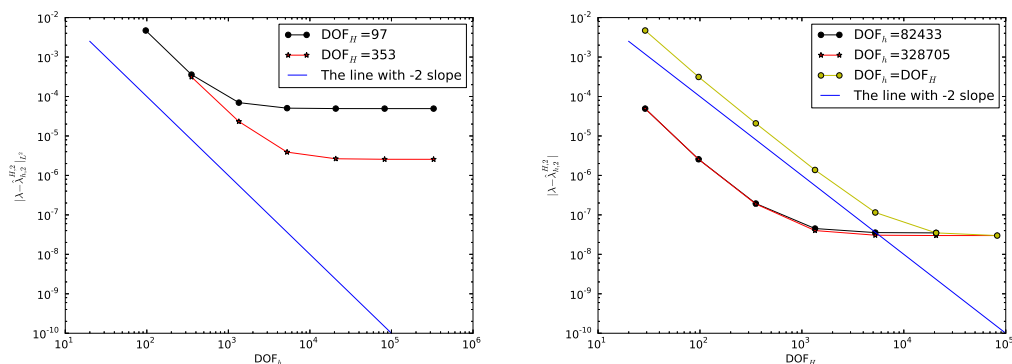 10^-2
10^-3
10^-4
10^-5
10^-6
10^-7
10^-8
10^-9
10^-10
|λ−λ̂_{h,2}^{H,2}|_{L²}
DOF_H=97
DOF_H=353
The line with -2 slope
10^1 10^2 10^3 10^4 10^5 10^6
DOF_h
10^-2
10^-3
10^-4
10^-5
10^-6
10^-7
10^-8
10^-9
10^-10
|λ−λ̂_{h,2}^{H,2}|
DOF_h=82433
DOF_h=328705
DOF_h=DOF_H
The line with -2 slope
10^1 10^2 10^3 10^4 10^5
DOF_H